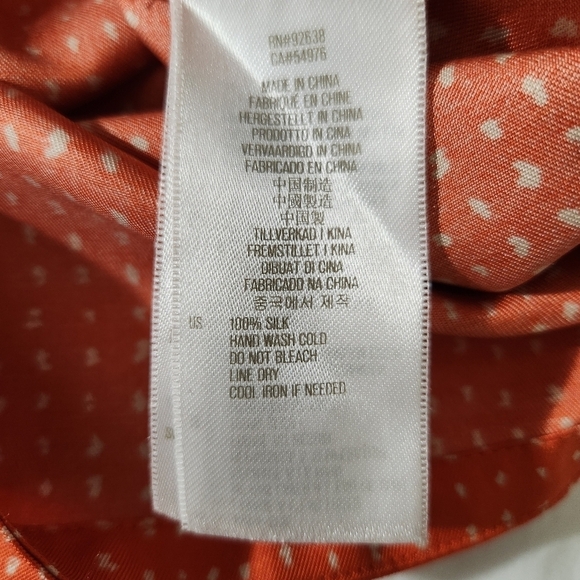 RN#92638
CA#54976
MADE IN CHINA
FABRIQUÉ EN CHINE
HERGESTELLT IN CHINA
PRODOTTO IN CINA
VERVAARDIGD IN CHINA
FABRICADO EN CHINA
中国制造
中國製造
中国製
TILLVERKAD I KINA
FREMSTILLET I KINA
DIBUAT DI CINA
FABRICADO NA CHINA
중국에서 제작
US 100% SILK
HAND WASH COLD
DO NOT BLEACH
LINE DRY
COOL IRON IF NEEDED